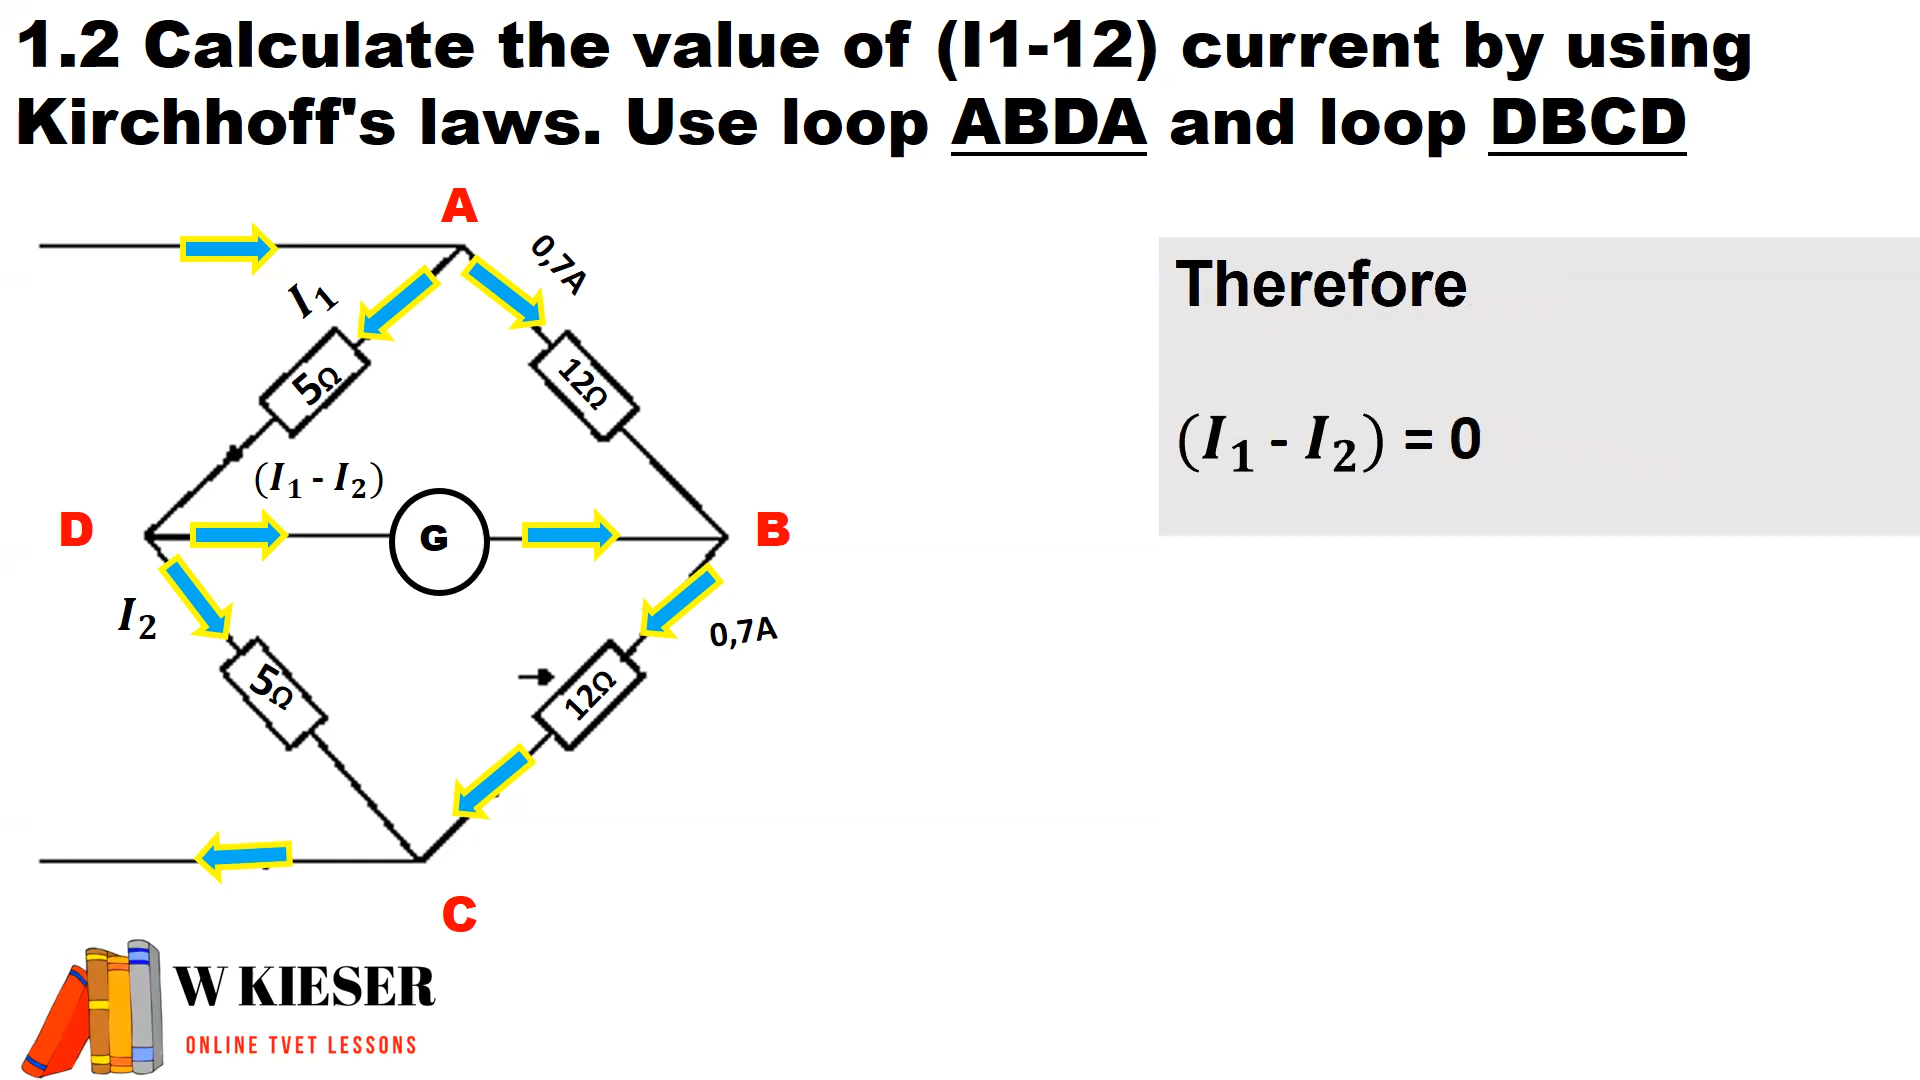 1.2 Calculate the value of (I1-12) current by using
Kirchhoff's laws. Use loop ABDA and loop DBCD
A
0,7A
I₁
5Ω
12Ω
Therefore
(I₁ - I₂) = 0
(I₁ - I₂)
D
G
B
I₂
0,7A
5Ω
12Ω
C
W KIESER
ONLINE TVET LESSONS